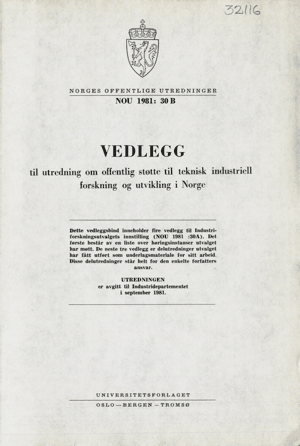 32116
NORGES OFFENTLIGE UTREDNINGER
NOU 1981: 30 B
VEDLEGG
til utredning om offentlig støtte til teknisk industriell
forskning og utvikling i Norge
Dette vedleggsbind inneholder fire vedlegg til Industri-
forskningsutvalgets innstilling (NOU 1981 :30A). Det
første består av en liste over høringsinstanser utvalget
har møtt. De neste tre vedlegg er delutredninger utvalget
har fått utført som underlagsmateriale for sitt arbeid.
Disse delutredninger står helt for den enkelte forfatters
ansvar.
UTREDNINGEN
er avgitt til Industridepartementet
i september 1981.
UNIVERSITETSFORLAGET
OSLO—BERGEN—TROMSØ